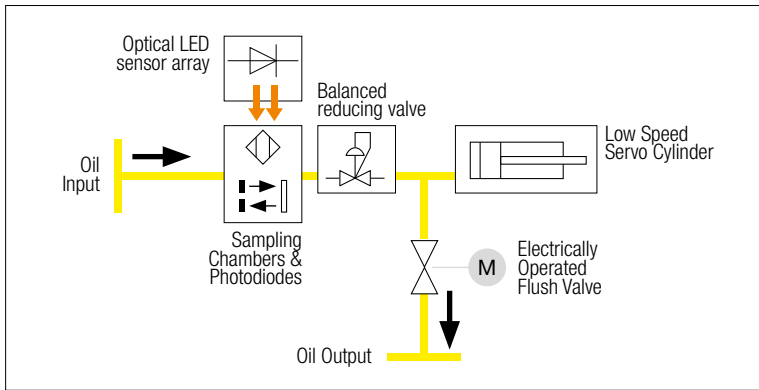 Optical LED
sensor array
Balanced
reducing valve
Low Speed
Servo Cylinder
Oil
Input
Sampling
Chambers &
Photodiodes
M
Electrically
Operated
Flush Valve
Oil Output